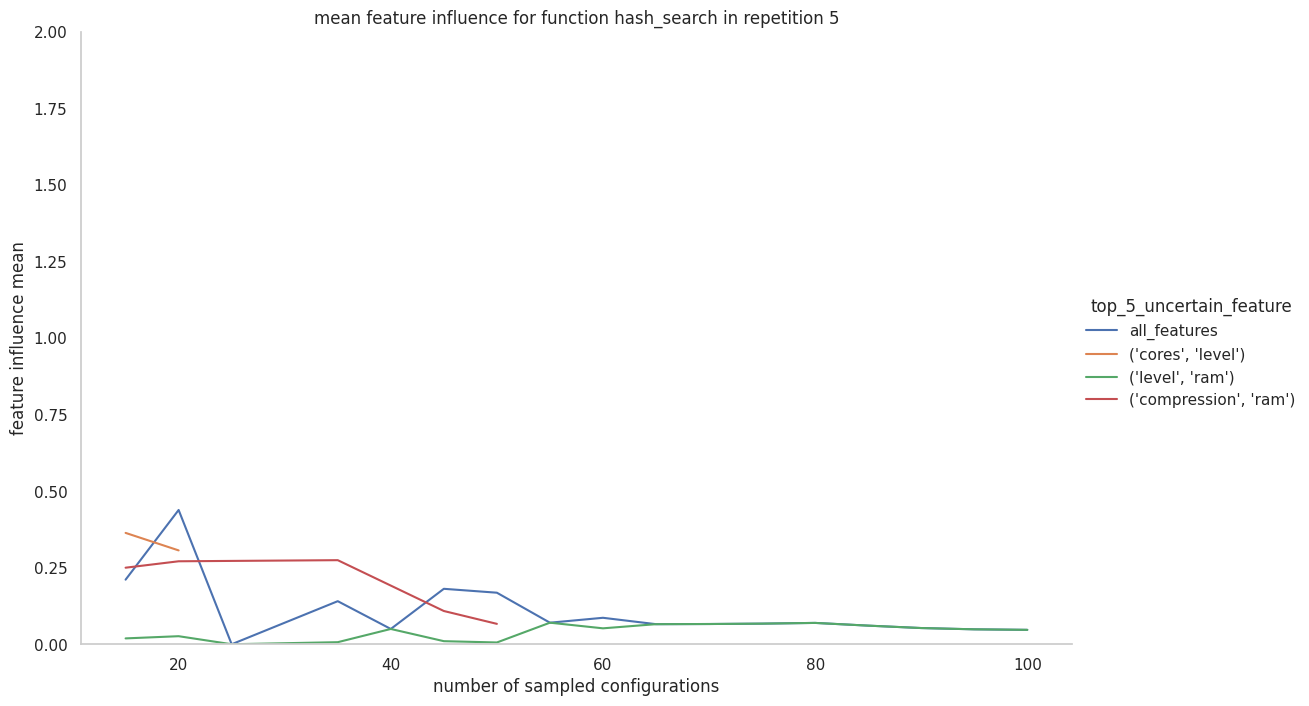 mean feature influence for function hash_search in repetition 5
2.00
1.75
1.50
1.25
1.00
0.75
0.50
0.25
0.00
feature influence mean
20
40
60
80
100
number of sampled configurations
top_5_uncertain_feature
all_features
('cores', 'level')
('level', 'ram')
('compression', 'ram')